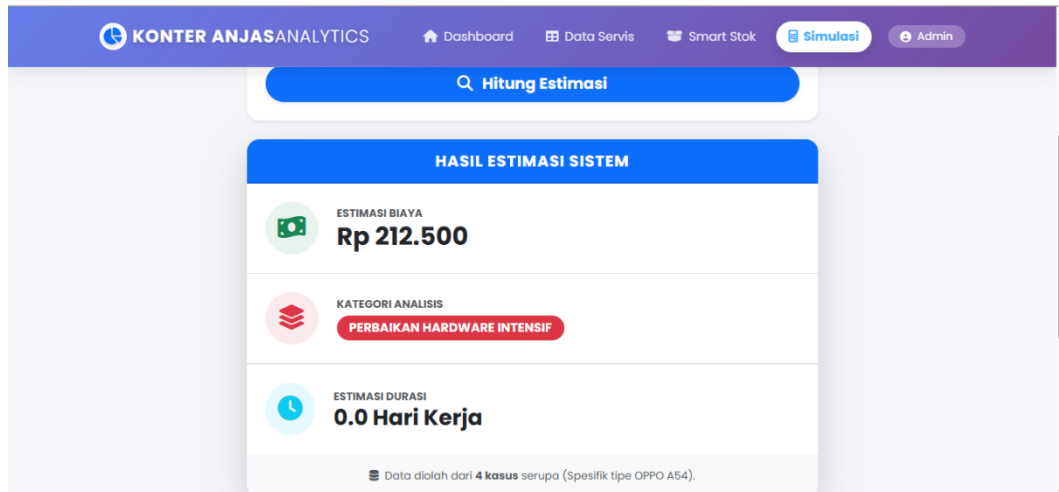 KONTER ANJASANALYTICS Dashboard Data Servis Smart Stok Simulasi Admin
Hitung Estimasi
HASIL ESTIMASI SISTEM
ESTIMASI BIAYA
Rp 212.500
KATEGORI ANALISIS
PERBAIKAN HARDWARE INTENSIF
ESTIMASI DURASI
0.0 Hari Kerja
Data diolah dari 4 kasus serupa (Spesifik tipe OPPO A54).